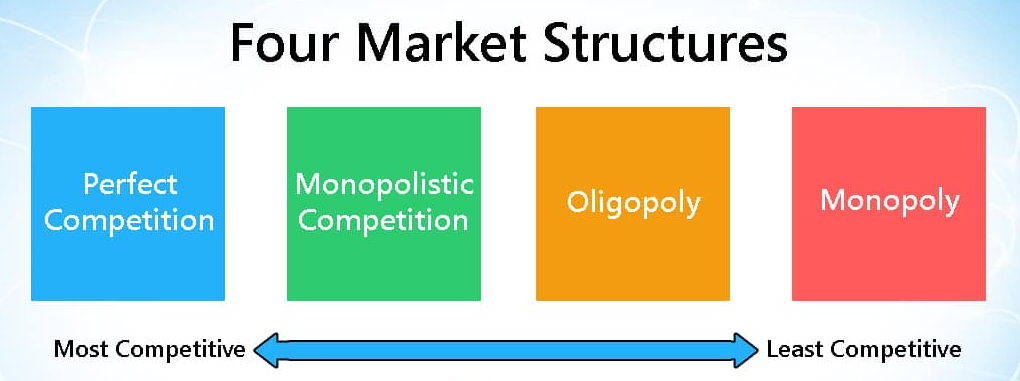 Four Market Structures
Perfect
Competition
Monopolistic
Competition
Oligopoly
Monopoly
Most Competitive
Least Competitive